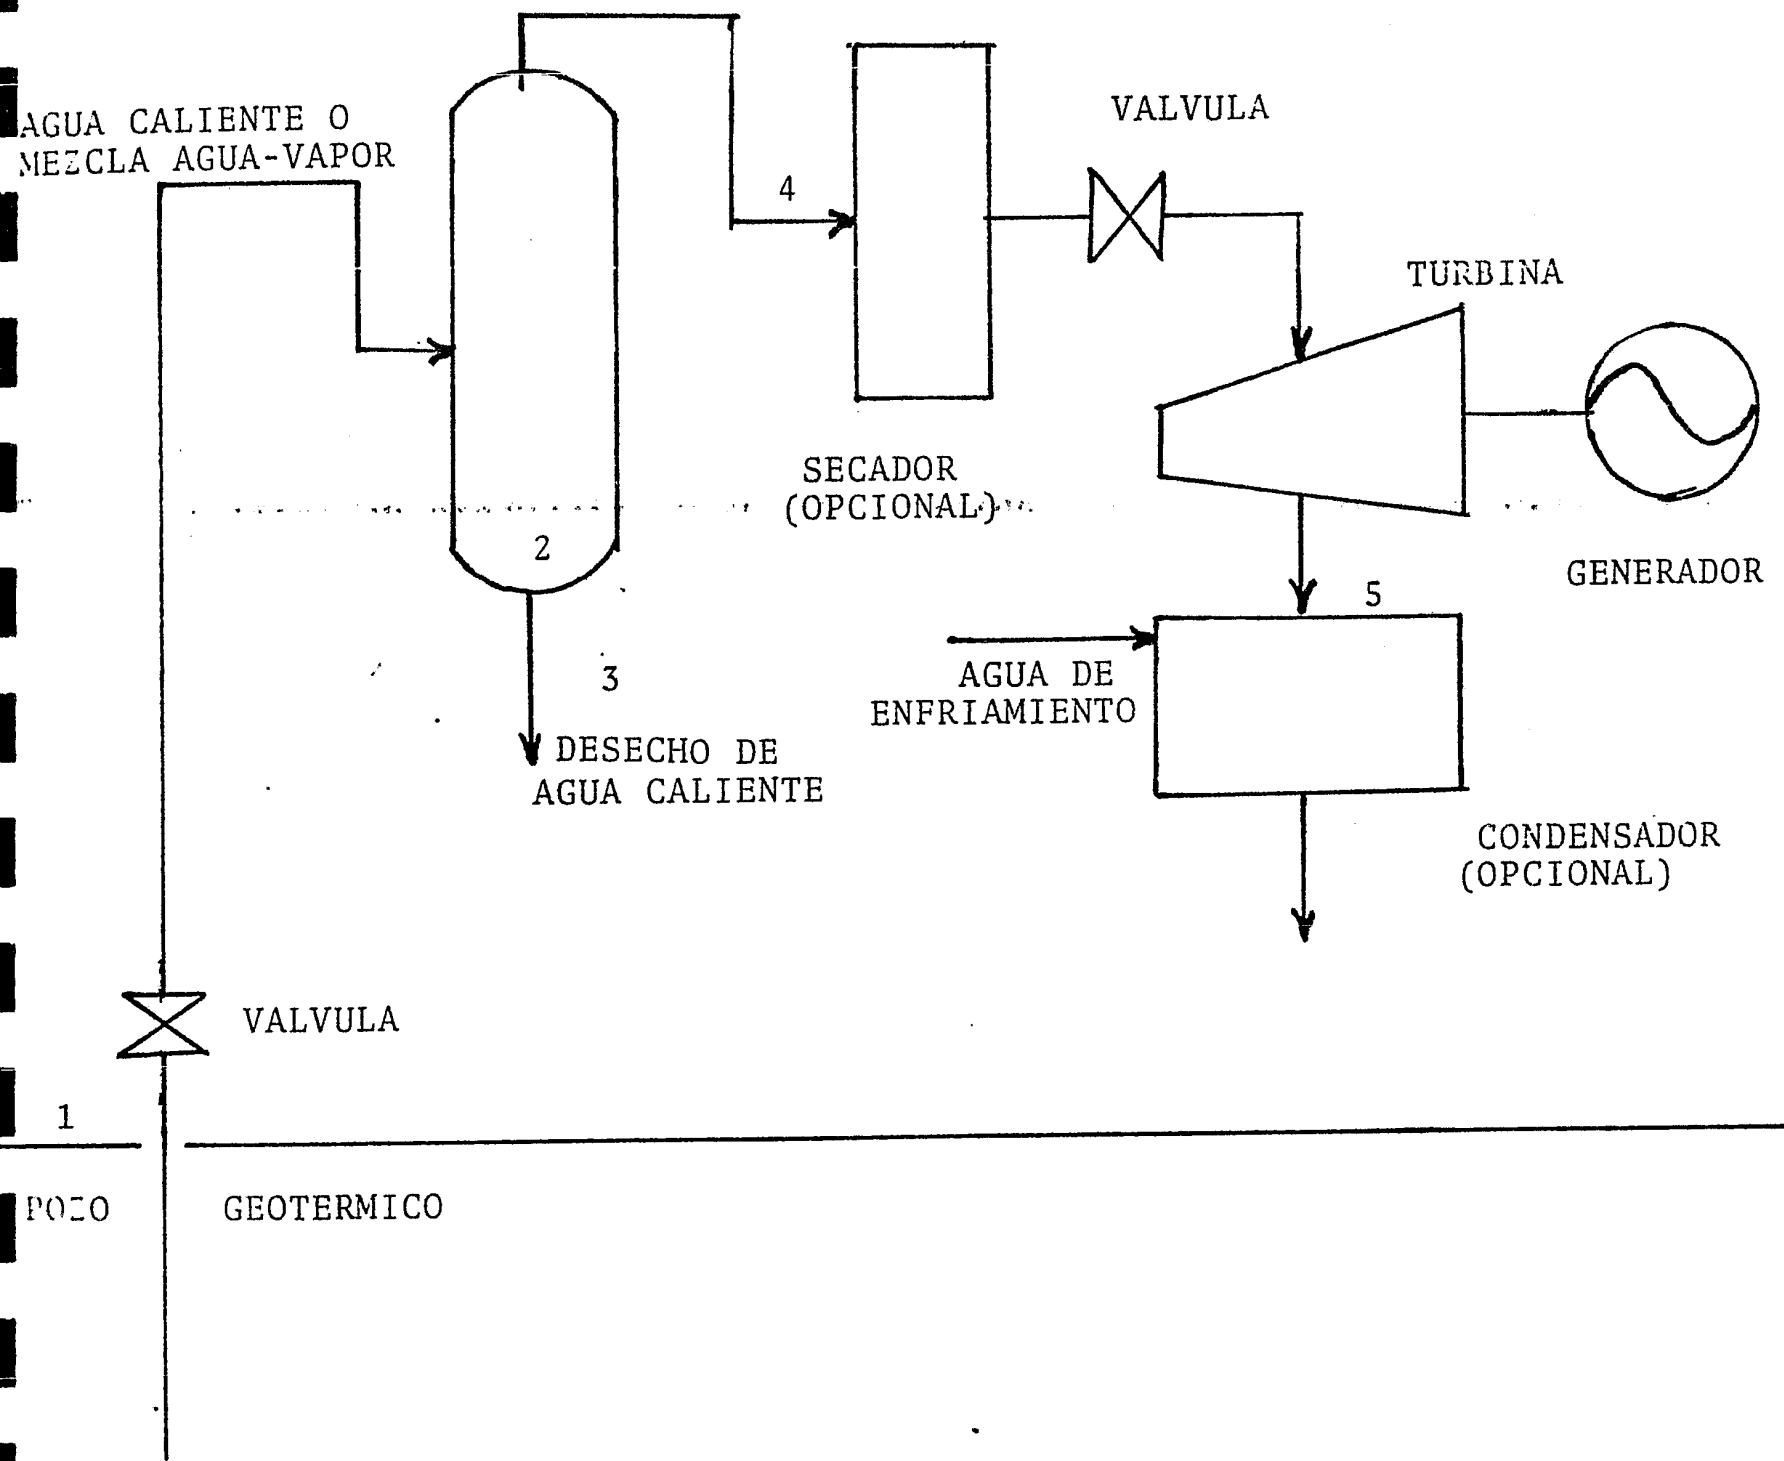 AGUA CALIENTE O
MEZCLA AGUA-VAPOR
4
VALVULA
TURBINA
SECADOR
(OPCIONAL)
2
GENERADOR
5
3
AGUA DE
ENFRIAMIENTO
DESECHO DE
AGUA CALIENTE
CONDENSADOR
(OPCIONAL)
VALVULA
1
POZO GEOTERMICO